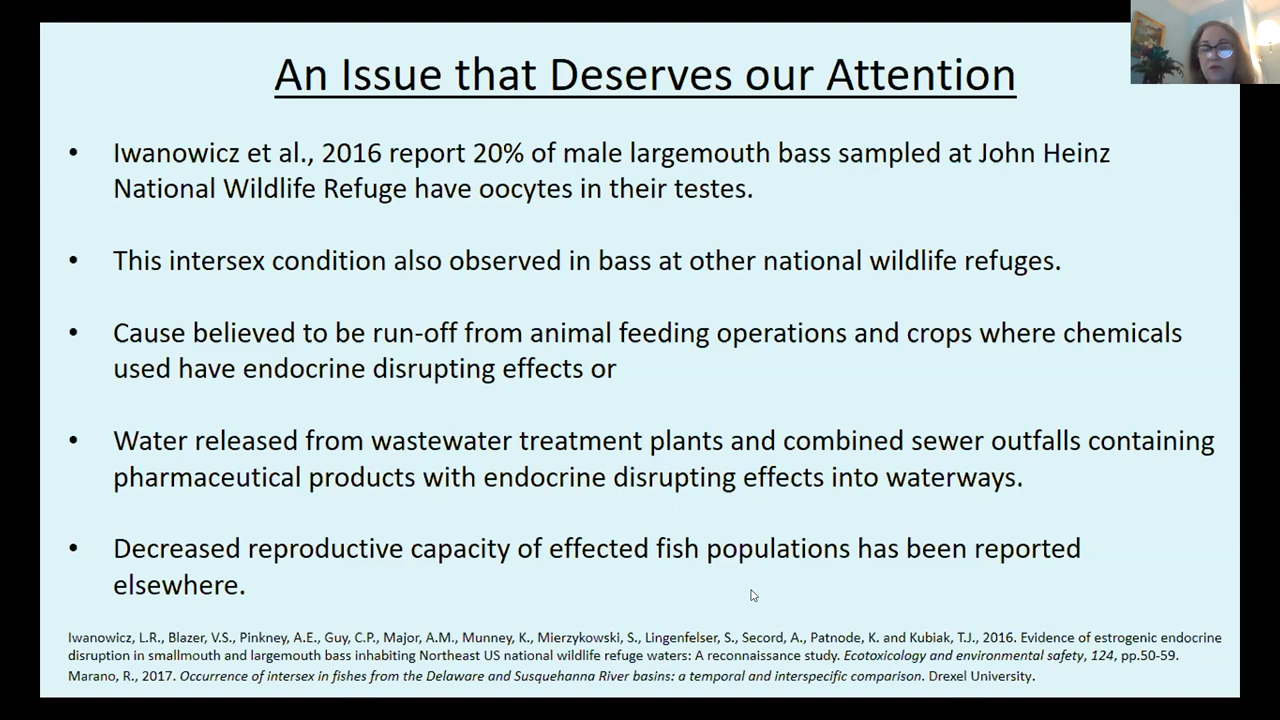 An Issue that Deserves our Attention
• Iwanowicz et al., 2016 report 20% of male largemouth bass sampled at John Heinz
National Wildlife Refuge have oocytes in their testes.
• This intersex condition also observed in bass at other national wildlife refuges.
• Cause believed to be run-off from animal feeding operations and crops where chemicals
used have endocrine disrupting effects or
• Water released from wastewater treatment plants and combined sewer outfalls containing
pharmaceutical products with endocrine disrupting effects into waterways.
• Decreased reproductive capacity of effected fish populations has been reported
elsewhere.
Iwanowicz, L.R., Blazer, V.S., Pinkney, A.E., Guy, C.P., Major, A.M., Munney, K., Mierzykowski, S., Lingenfelser, S., Secord, A., Patnode, K. and Kubiak, T.J., 2016. Evidence of estrogenic endocrine
disruption in smallmouth and largemouth bass inhabiting Northeast US national wildlife refuge waters: A reconnaissance study. Ecotoxicology and environmental safety, 124, pp.50-59.
Marano, R., 2017. Occurrence of intersex in fishes from the Delaware and Susquehanna River basins: a temporal and interspecific comparison. Drexel University.